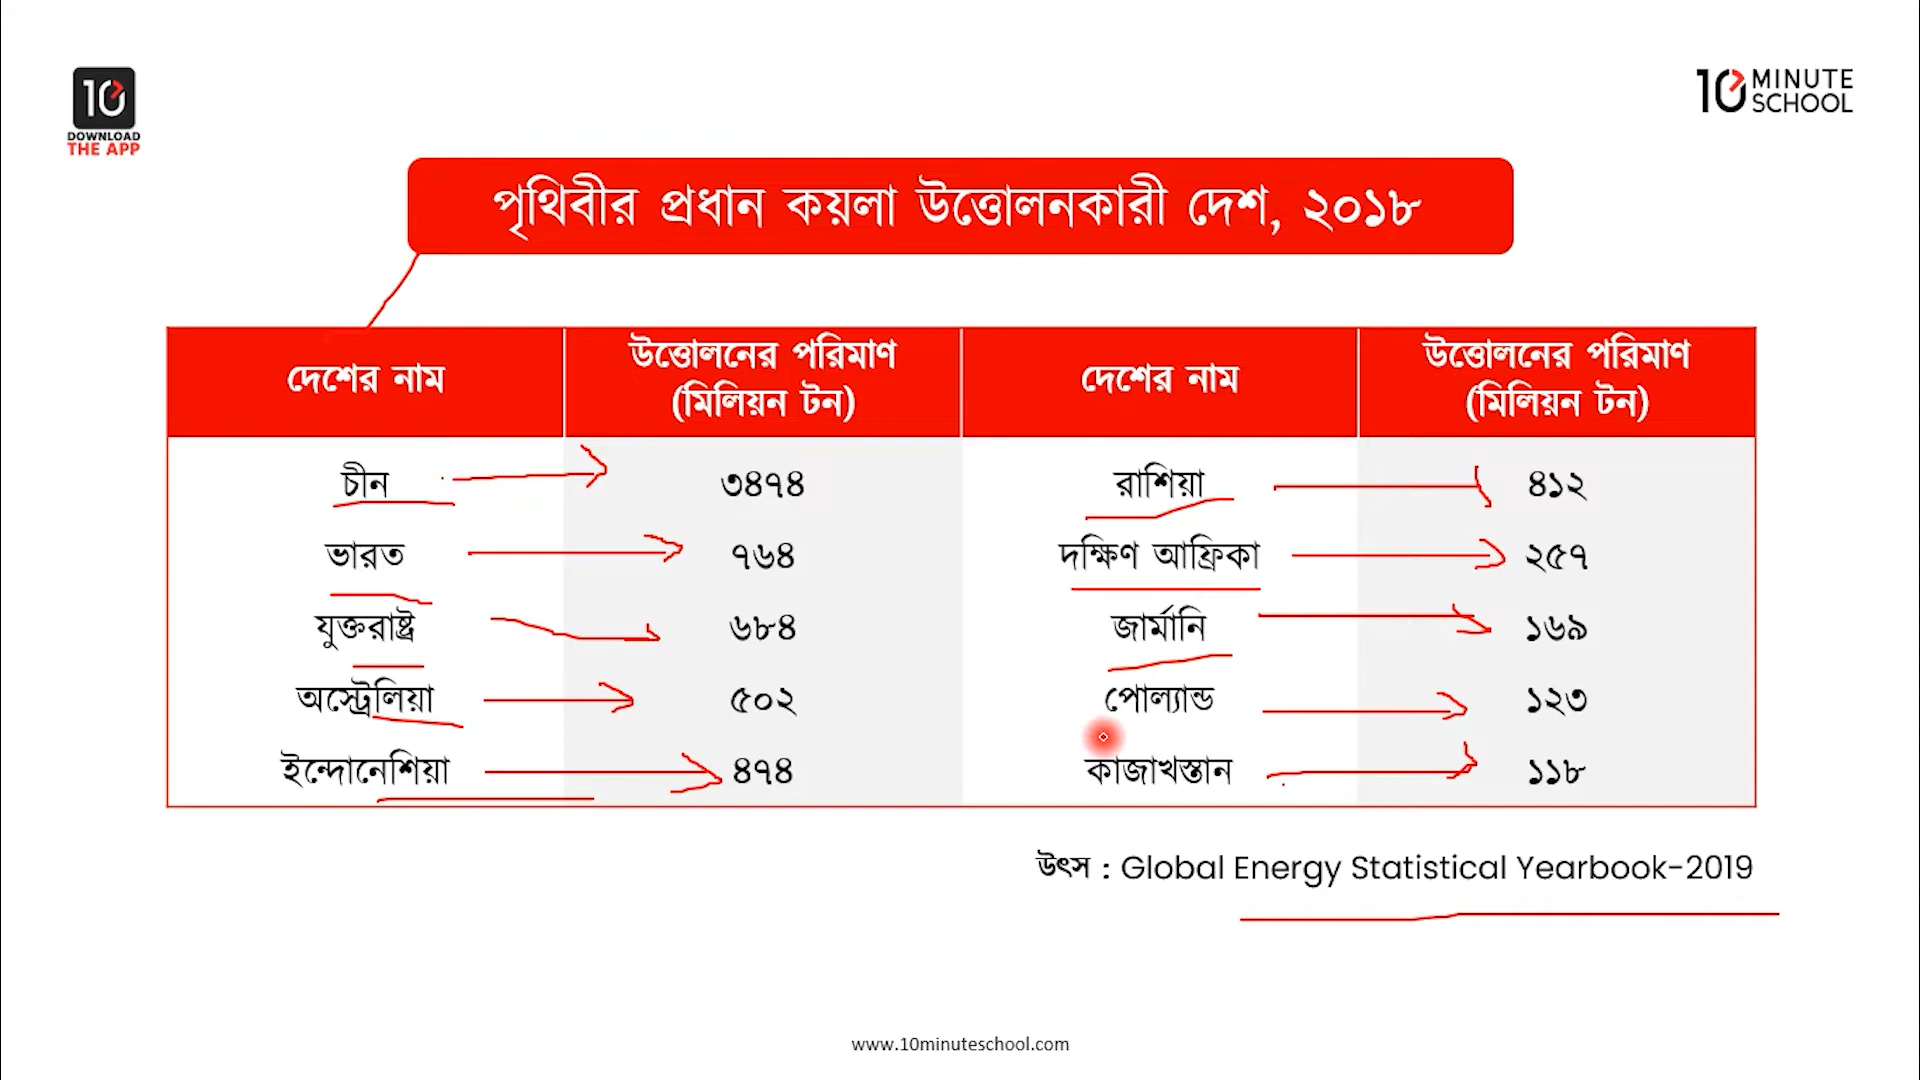 10
DOWNLOAD
THE APP
10 MINUTE
SCHOOL
পৃথিবীর প্রধান কয়লা উত্তোলনকারী দেশ, ২০১৮
দেশের নাম
উত্তোলনের পরিমাণ
(মিলিয়ন টন)
দেশের নাম
উত্তোলনের পরিমাণ
(মিলিয়ন টন)
চীন ৩৪৭৪ রাশিয়া ৪১২
ভারত ৭৬৪ দক্ষিণ আফ্রিকা ২৫৭
যুক্তরাষ্ট্র ৬৮৪ জার্মানি ১৬৯
অস্ট্রেলিয়া ৫০২ পোল্যান্ড ১২৩
ইন্দোনেশিয়া ৪৭৪ কাজাখস্তান ১১৮
উৎস : Global Energy Statistical Yearbook-2019
www.10minuteschool.com